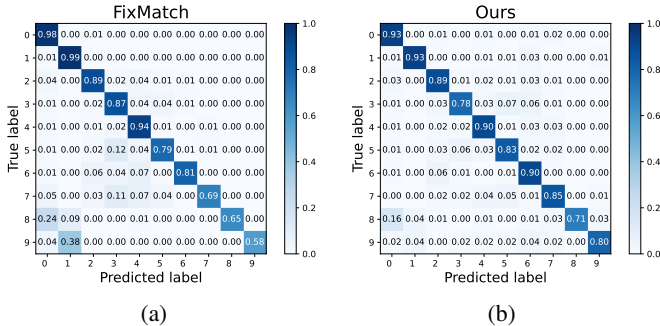 FixMatch
0 0.98 0.00 0.01 0.00 0.00 0.00 0.00 0.00 0.00 0.00
1 0.01 0.99 0.00 0.00 0.00 0.00 0.00 0.00 0.00 0.00
2 0.04 0.00 0.89 0.02 0.04 0.01 0.01 0.00 0.00 0.00
3 0.01 0.00 0.02 0.87 0.04 0.04 0.01 0.00 0.00 0.00
4 0.01 0.00 0.01 0.01 0.94 0.01 0.01 0.01 0.00 0.00
5 0.01 0.00 0.02 0.12 0.04 0.79 0.01 0.01 0.00 0.00
6 0.01 0.00 0.06 0.04 0.07 0.00 0.81 0.00 0.00 0.00
7 0.05 0.00 0.01 0.11 0.07 0.04 0.00 0.69 0.00 0.00
8 0.24 0.09 0.00 0.00 0.01 0.00 0.00 0.00 0.65 0.00
9 0.04 0.38 0.00 0.00 0.00 0.00 0.00 0.00 0.00 0.58
0 1 2 3 4 5 6 7 8 9
True label
Predicted label
1.0
0.8
0.6
0.4
0.2
0.0
(a)
Ours
0 0.93 0.01 0.01 0.00 0.00 0.00 0.01 0.01 0.01 0.01
1 0.01 0.93 0.00 0.00 0.00 0.00 0.01 0.00 0.00 0.04
2 0.03 0.00 0.89 0.01 0.01 0.01 0.04 0.00 0.00 0.00
3 0.01 0.00 0.03 0.78 0.03 0.07 0.06 0.01 0.00 0.00
4 0.01 0.00 0.02 0.01 0.90 0.01 0.04 0.01 0.00 0.00
5 0.01 0.00 0.03 0.06 0.03 0.83 0.02 0.02 0.00 0.00
6 0.01 0.00 0.06 0.01 0.01 0.00 0.90 0.00 0.00 0.00
7 0.02 0.00 0.02 0.02 0.04 0.04 0.01 0.85 0.00 0.01
8 0.16 0.04 0.01 0.01 0.00 0.01 0.02 0.01 0.71 0.03
9 0.02 0.04 0.01 0.02 0.01 0.02 0.04 0.02 0.02 0.80
0 1 2 3 4 5 6 7 8 9
True label
Predicted label
1.0
0.8
0.6
0.4
0.2
0.0
(b)